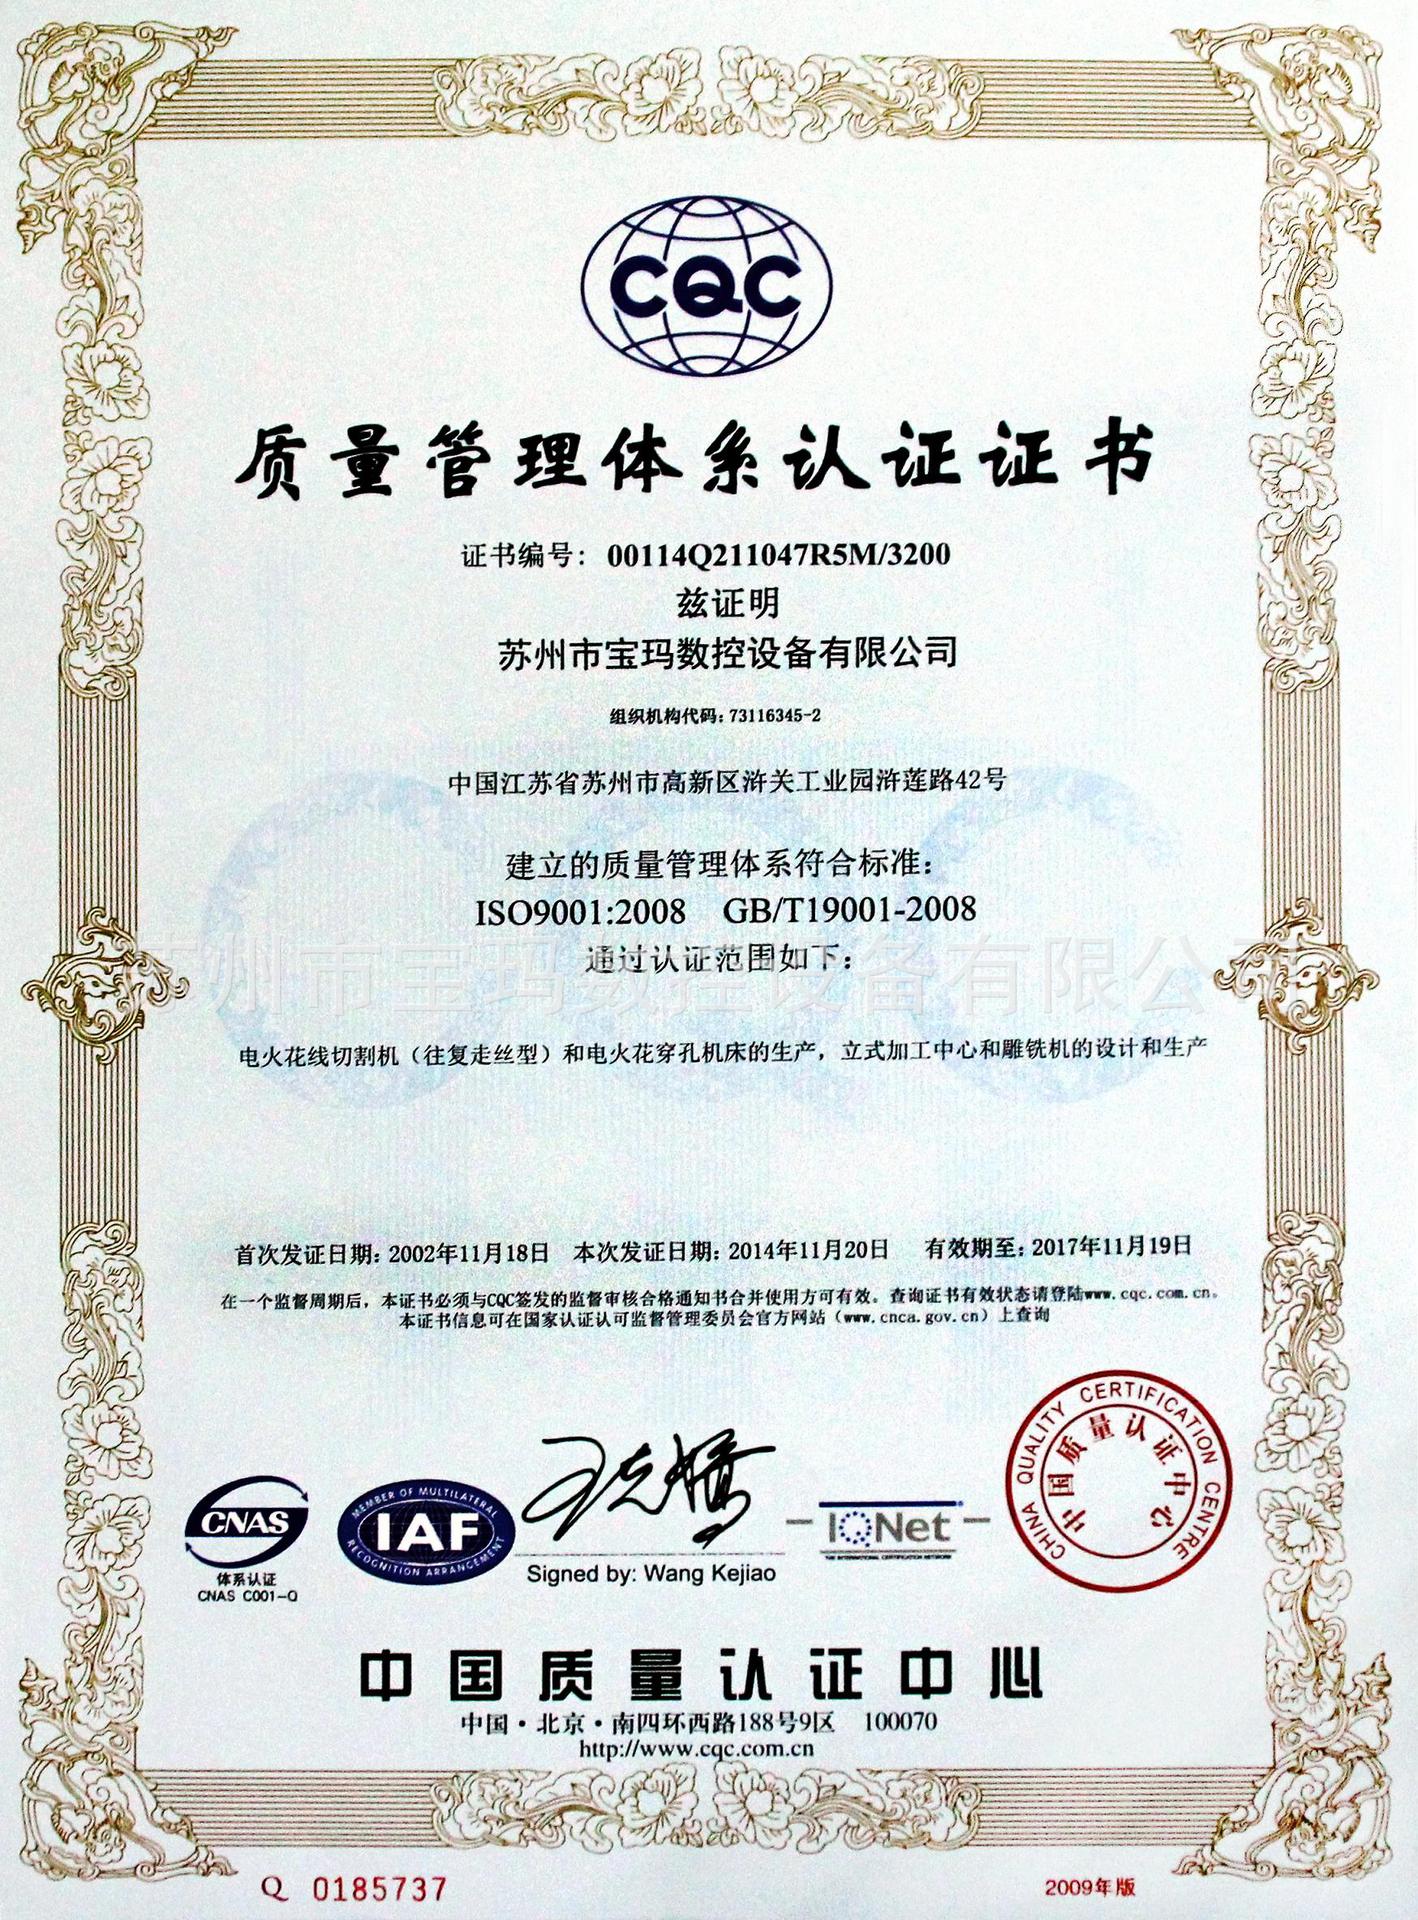 CQC
质量管理体系认证证书
证书编号： 00114Q211047R5M/3200
兹证明
苏州市宝玛数控设备有限公司
组织机构代码：73116345-2
中国江苏省苏州市高新区浒关工业园浒莲路42号
建立的质量管理体系符合标准：
ISO9001:2008 GB/T19001-2008
通过认证范围如下：
苏州市宝玛数控设备有限公司
电火花线切割机（往复走丝型）和电火花穿孔机床的生产，立式加工中心和雕铣机的设计和生产
首次发证日期：2002年11月18日 本次发证日期：2014年11月20日 有效期至：2017年11月19日
在一个监督周期后，本证书必须与CQC签发的监督审核合格通知书合并使用方可有效。查询证书有效状态请登陆www.cqc.com.cn。
本证书信息可在国家认证认可监督管理委员会官方网站（www.cnca.gov.cn）上查询
CHINA QUALITY CERTIFICATION CENTRE
中国质量认证中心
CNAS
体系认证
CNAS C001-Q
MEMBER OF MULTILATERAL
IAF
RECOGNITION ARRANGEMENT
王克娇
Signed by: Wang Kejiao
IQNet
THE INTERNATIONAL CERTIFICATION NETWORK
中国质量认证中心
中国·北京·南四环西路188号9区 100070
http://www.cqc.com.cn
Q 0185737
2009年版